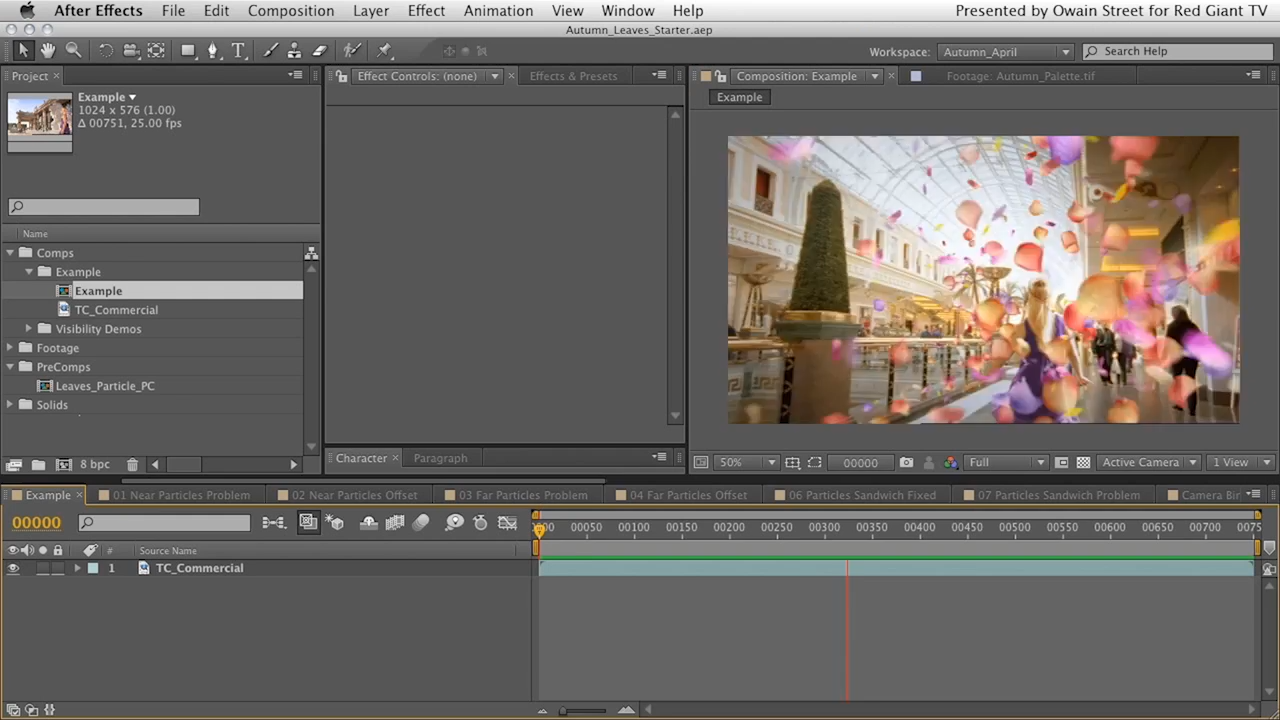 After Effects File Edit Composition Layer Effect Animation View Window Help Presented by Owain Street for Red Giant TV
Autumn_Leaves_Starter.aep
Workspace: Autumn_April Search Help
Project Effect Controls: (none) Effects & Presets Composition: Example Footage: Autumn_Palette.tif
Example
Example
1024 x 576 (1.00)
Δ 00751, 25.00 fps
Name
Comps
Example
Example
TC_Commercial
Visibility Demos
Footage
PreComps
Leaves_Particle_PC
Solids
8 bpc
Character Paragraph
50% 00000 Full Active Camera 1 View
Example 01 Near Particles Problem 02 Near Particles Offset 03 Far Particles Problem 04 Far Particles Offset 06 Particles Sandwich Fixed 07 Particles Sandwich Problem Camera Bir
00000
:00 00050 00100 00150 00200 00250 00300 00350 00400 00450 00500 00550 00600 00650 00700 0075
# Source Name
1 TC_Commercial